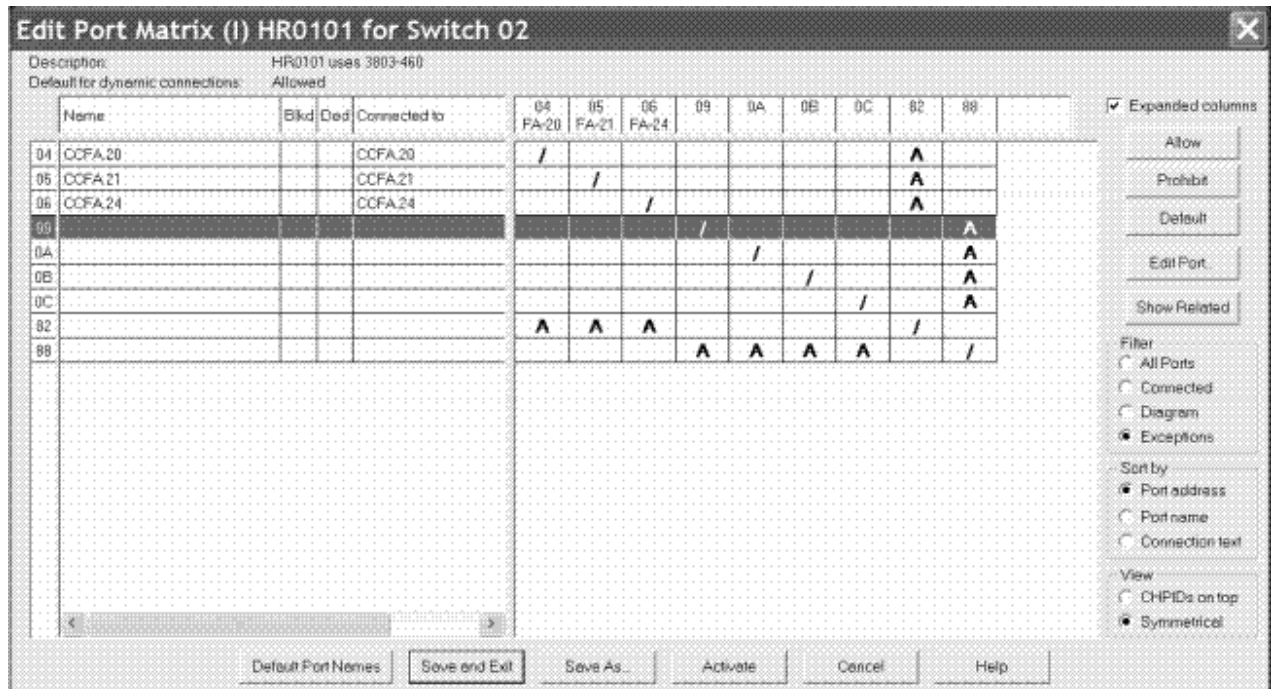 Edit Port Matrix (I) HR0101 for Switch 02
Description: HR0101 uses 3803-460
Default for dynamic connections: Allowed
Name Blkd Ded Connected to 04 FA-20 05 FA-21 06 FA-24 09 0A 0B 0C 82 88
04 CCFA.20 CCFA.20 / Λ
05 CCFA.21 CCFA.21 / Λ
06 CCFA.24 CCFA.24 / Λ
09 / Λ
0A / Λ
0B / Λ
0C / Λ
82 Λ Λ Λ /
88 Λ Λ Λ Λ /
Expanded columns
Allow
Prohibit
Default
Edit Port..
Show Related
Filter
All Ports
Connected
Diagram
Exceptions
Sort by
Port address
Port name
Connection text
View
CHPIDs on top
Symmetrical
Default Port Names Save and Exit Save As... Activate Cancel Help